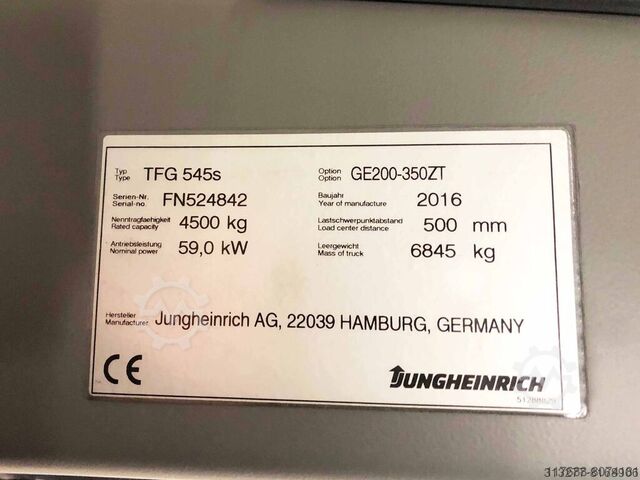 Typ
Type TFG 545s Option
Option GE200-350ZT
Serien-Nr.
Serial-no. FN524842 Baujahr
Year of manufacture 2016
Nenntragfaehigkeit
Rated capacity 4500 kg Lastschwerpunktabstand
Load center distance 500 mm
Antriebsleistung
Nominal power 59,0 kW Leergewicht
Mass of truck 6845 kg
Hersteller
Manufacturer Jungheinrich AG, 22039 HAMBURG, GERMANY
CE JUNGHEINRICH
51288820